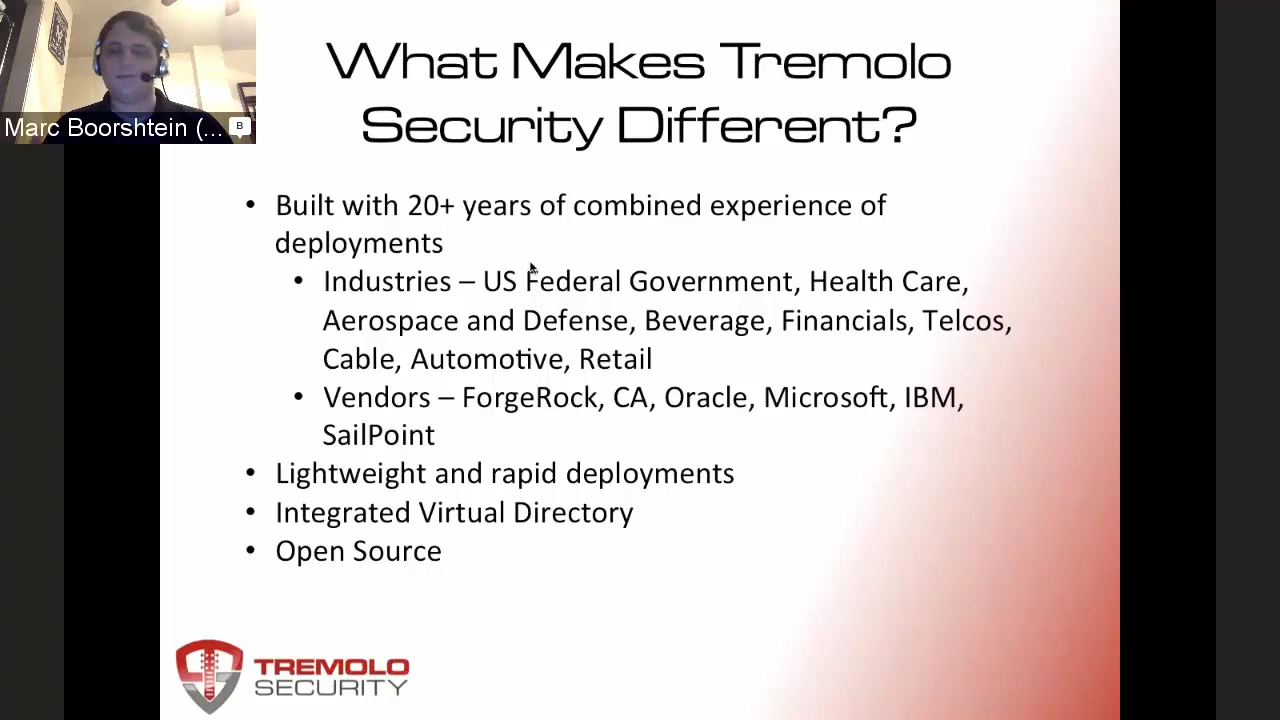 Marc Boorshtein (...
B
What Makes Tremolo
Security Different?
• Built with 20+ years of combined experience of
deployments
• Industries – US Federal Government, Health Care,
Aerospace and Defense, Beverage, Financials, Telcos,
Cable, Automotive, Retail
• Vendors – ForgeRock, CA, Oracle, Microsoft, IBM,
SailPoint
• Lightweight and rapid deployments
• Integrated Virtual Directory
• Open Source
TREMOLO
SECURITY